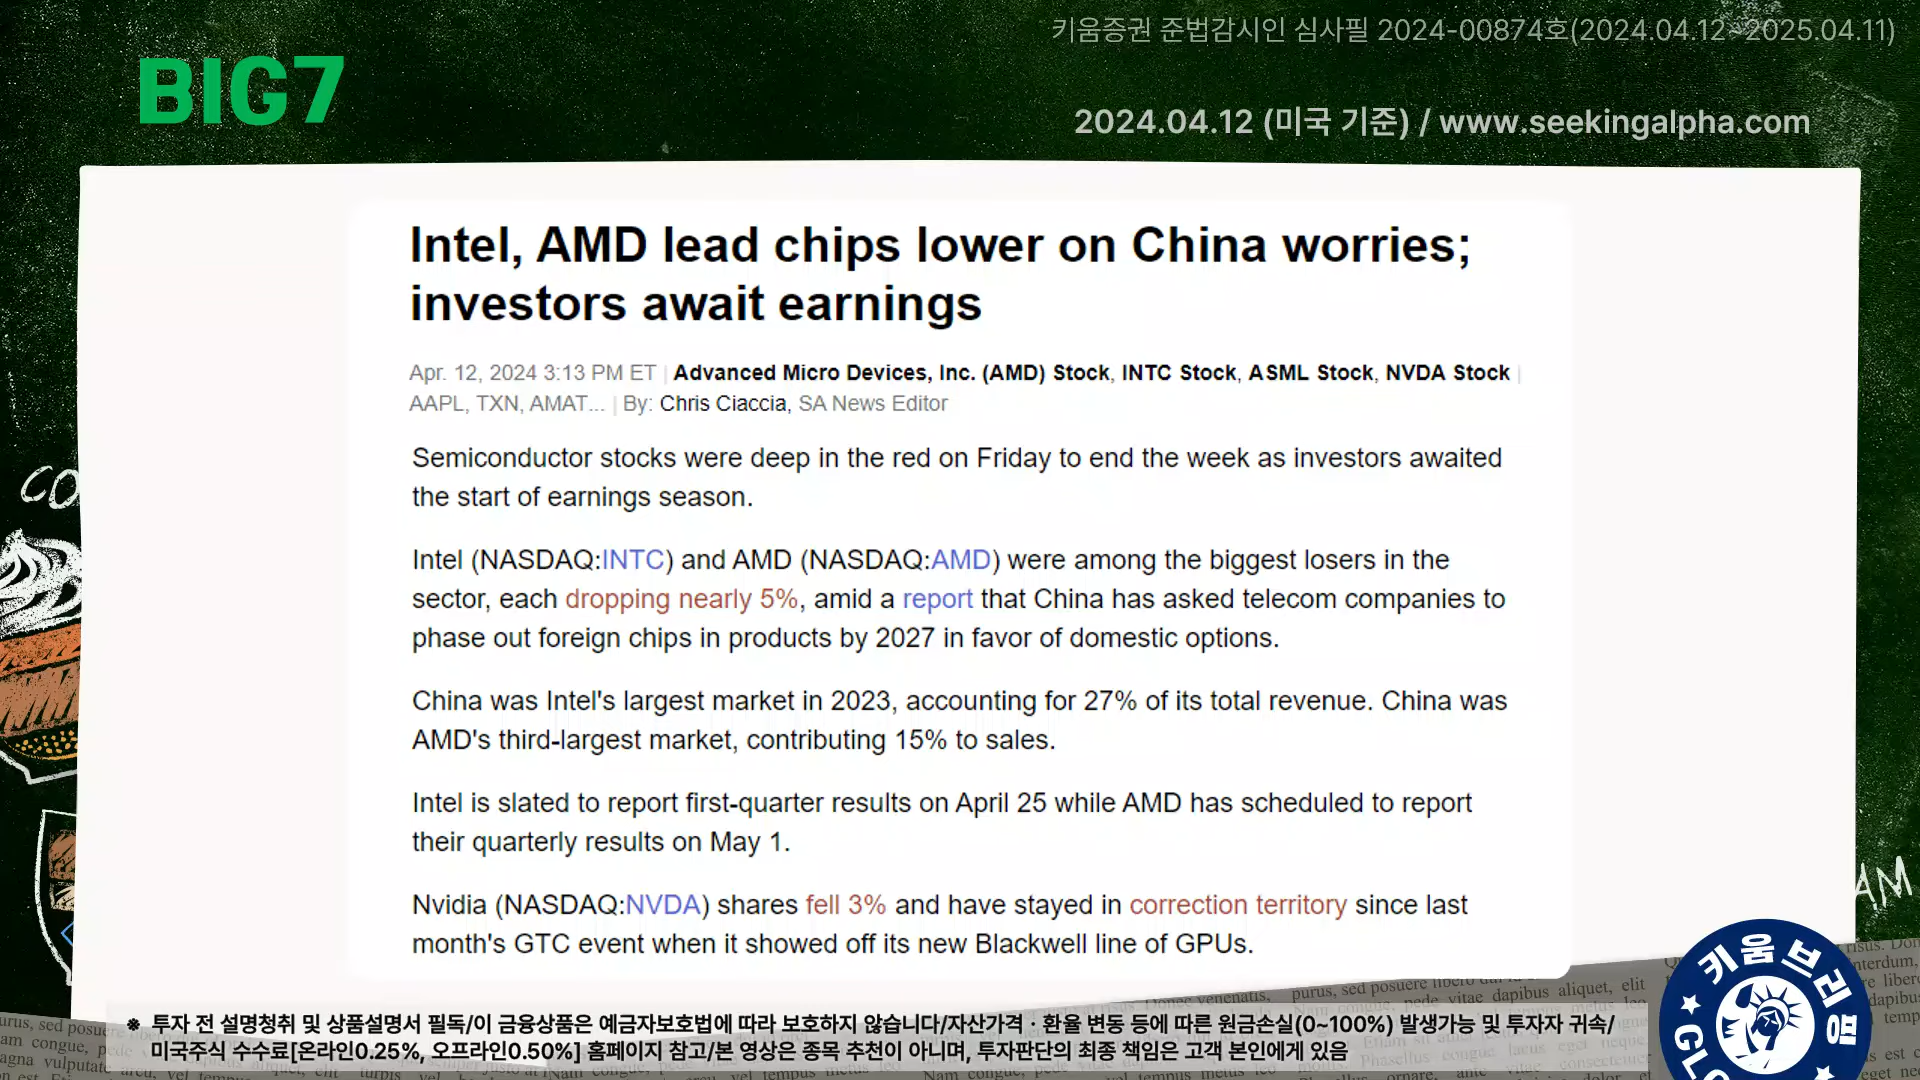 키움증권 준법감시인 심사필 2024-00874호(2024.04.12~2025.04.11)
BIG7
2024.04.12 (미국 기준) / www.seekingalpha.com
Intel, AMD lead chips lower on China worries;
investors await earnings
Apr. 12, 2024 3:13 PM ET | Advanced Micro Devices, Inc. (AMD) Stock, INTC Stock, ASML Stock, NVDA Stock |
AAPL, TXN, AMAT... | By: Chris Ciaccia, SA News Editor
Semiconductor stocks were deep in the red on Friday to end the week as investors awaited
the start of earnings season.
Intel (NASDAQ:INTC) and AMD (NASDAQ:AMD) were among the biggest losers in the
sector, each dropping nearly 5%, amid a report that China has asked telecom companies to
phase out foreign chips in products by 2027 in favor of domestic options.
China was Intel's largest market in 2023, accounting for 27% of its total revenue. China was
AMD's third-largest market, contributing 15% to sales.
Intel is slated to report first-quarter results on April 25 while AMD has scheduled to report
their quarterly results on May 1.
Nvidia (NASDAQ:NVDA) shares fell 3% and have stayed in correction territory since last
month's GTC event when it showed off its new Blackwell line of GPUs.
키움브리핑
※ 투자 전 설명청취 및 상품설명서 필독/이 금융상품은 예금자보호법에 따라 보호하지 않습니다/자산가격 · 환율 변동 등에 따른 원금손실(0~100%) 발생가능 및 투자자 귀속/
미국주식 수수료[온라인0.25%, 오프라인0.50%] 홈페이지 참고/본 영상은 종목 추천이 아니며, 투자판단의 최종 책임은 고객 본인에게 있음